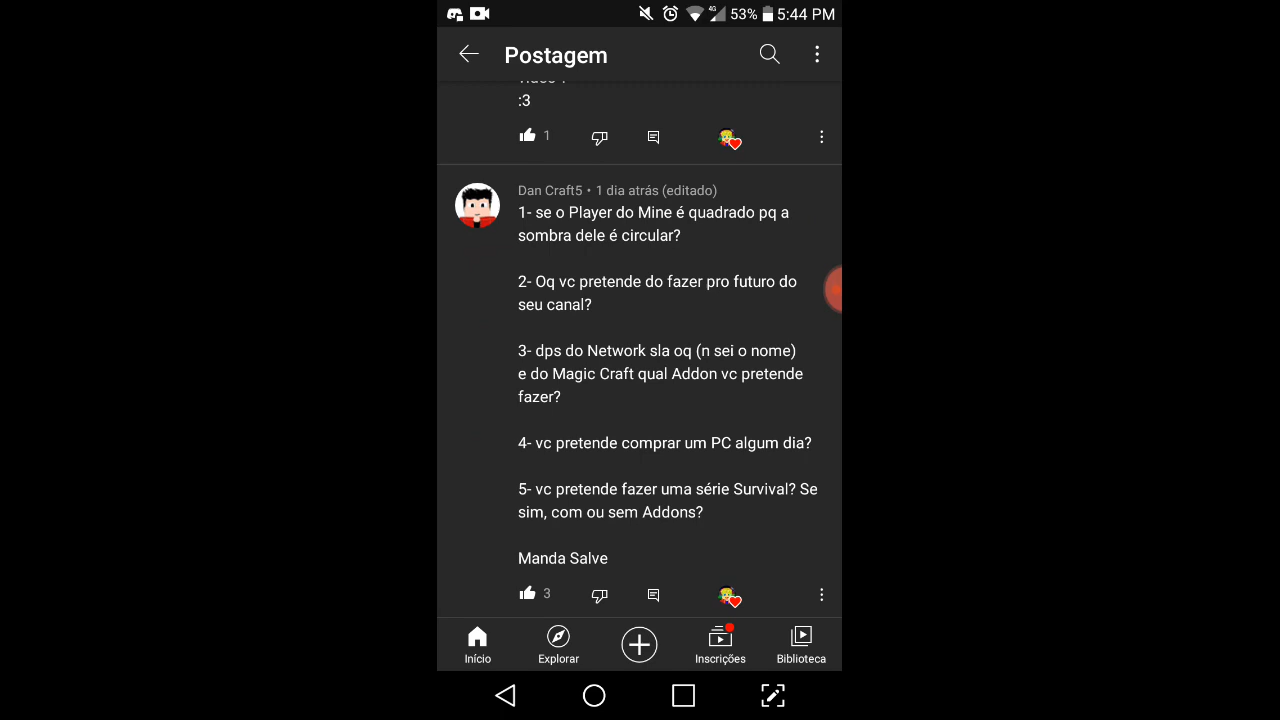 53% 5:44 PM
Postagem
:3
1
Dan Craft5 • 1 dia atrás (editado)
1- se o Player do Mine é quadrado pq a
sombra dele é circular?
2- Oq vc pretende do fazer pro futuro do
seu canal?
3- dps do Network sla oq (n sei o nome)
e do Magic Craft qual Addon vc pretende
fazer?
4- vc pretende comprar um PC algum dia?
5- vc pretende fazer uma série Survival? Se
sim, com ou sem Addons?
Manda Salve
3
Início Explorar Inscrições Biblioteca